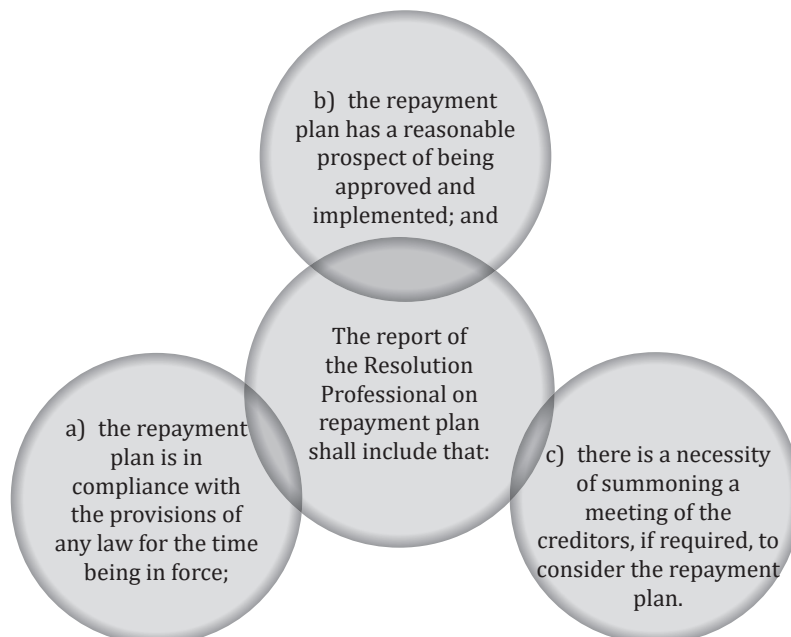 The report of
the Resolution
Professional on
repayment plan
shall include that:
a) the repayment
plan is in
compliance with
the provisions of
any law for the time
being in force;
b) the repayment
plan has a reasonable
prospect of being
approved and
implemented; and
c) there is a necessity
of summoning a
meeting of the
creditors, if required, to
consider the repayment
plan.